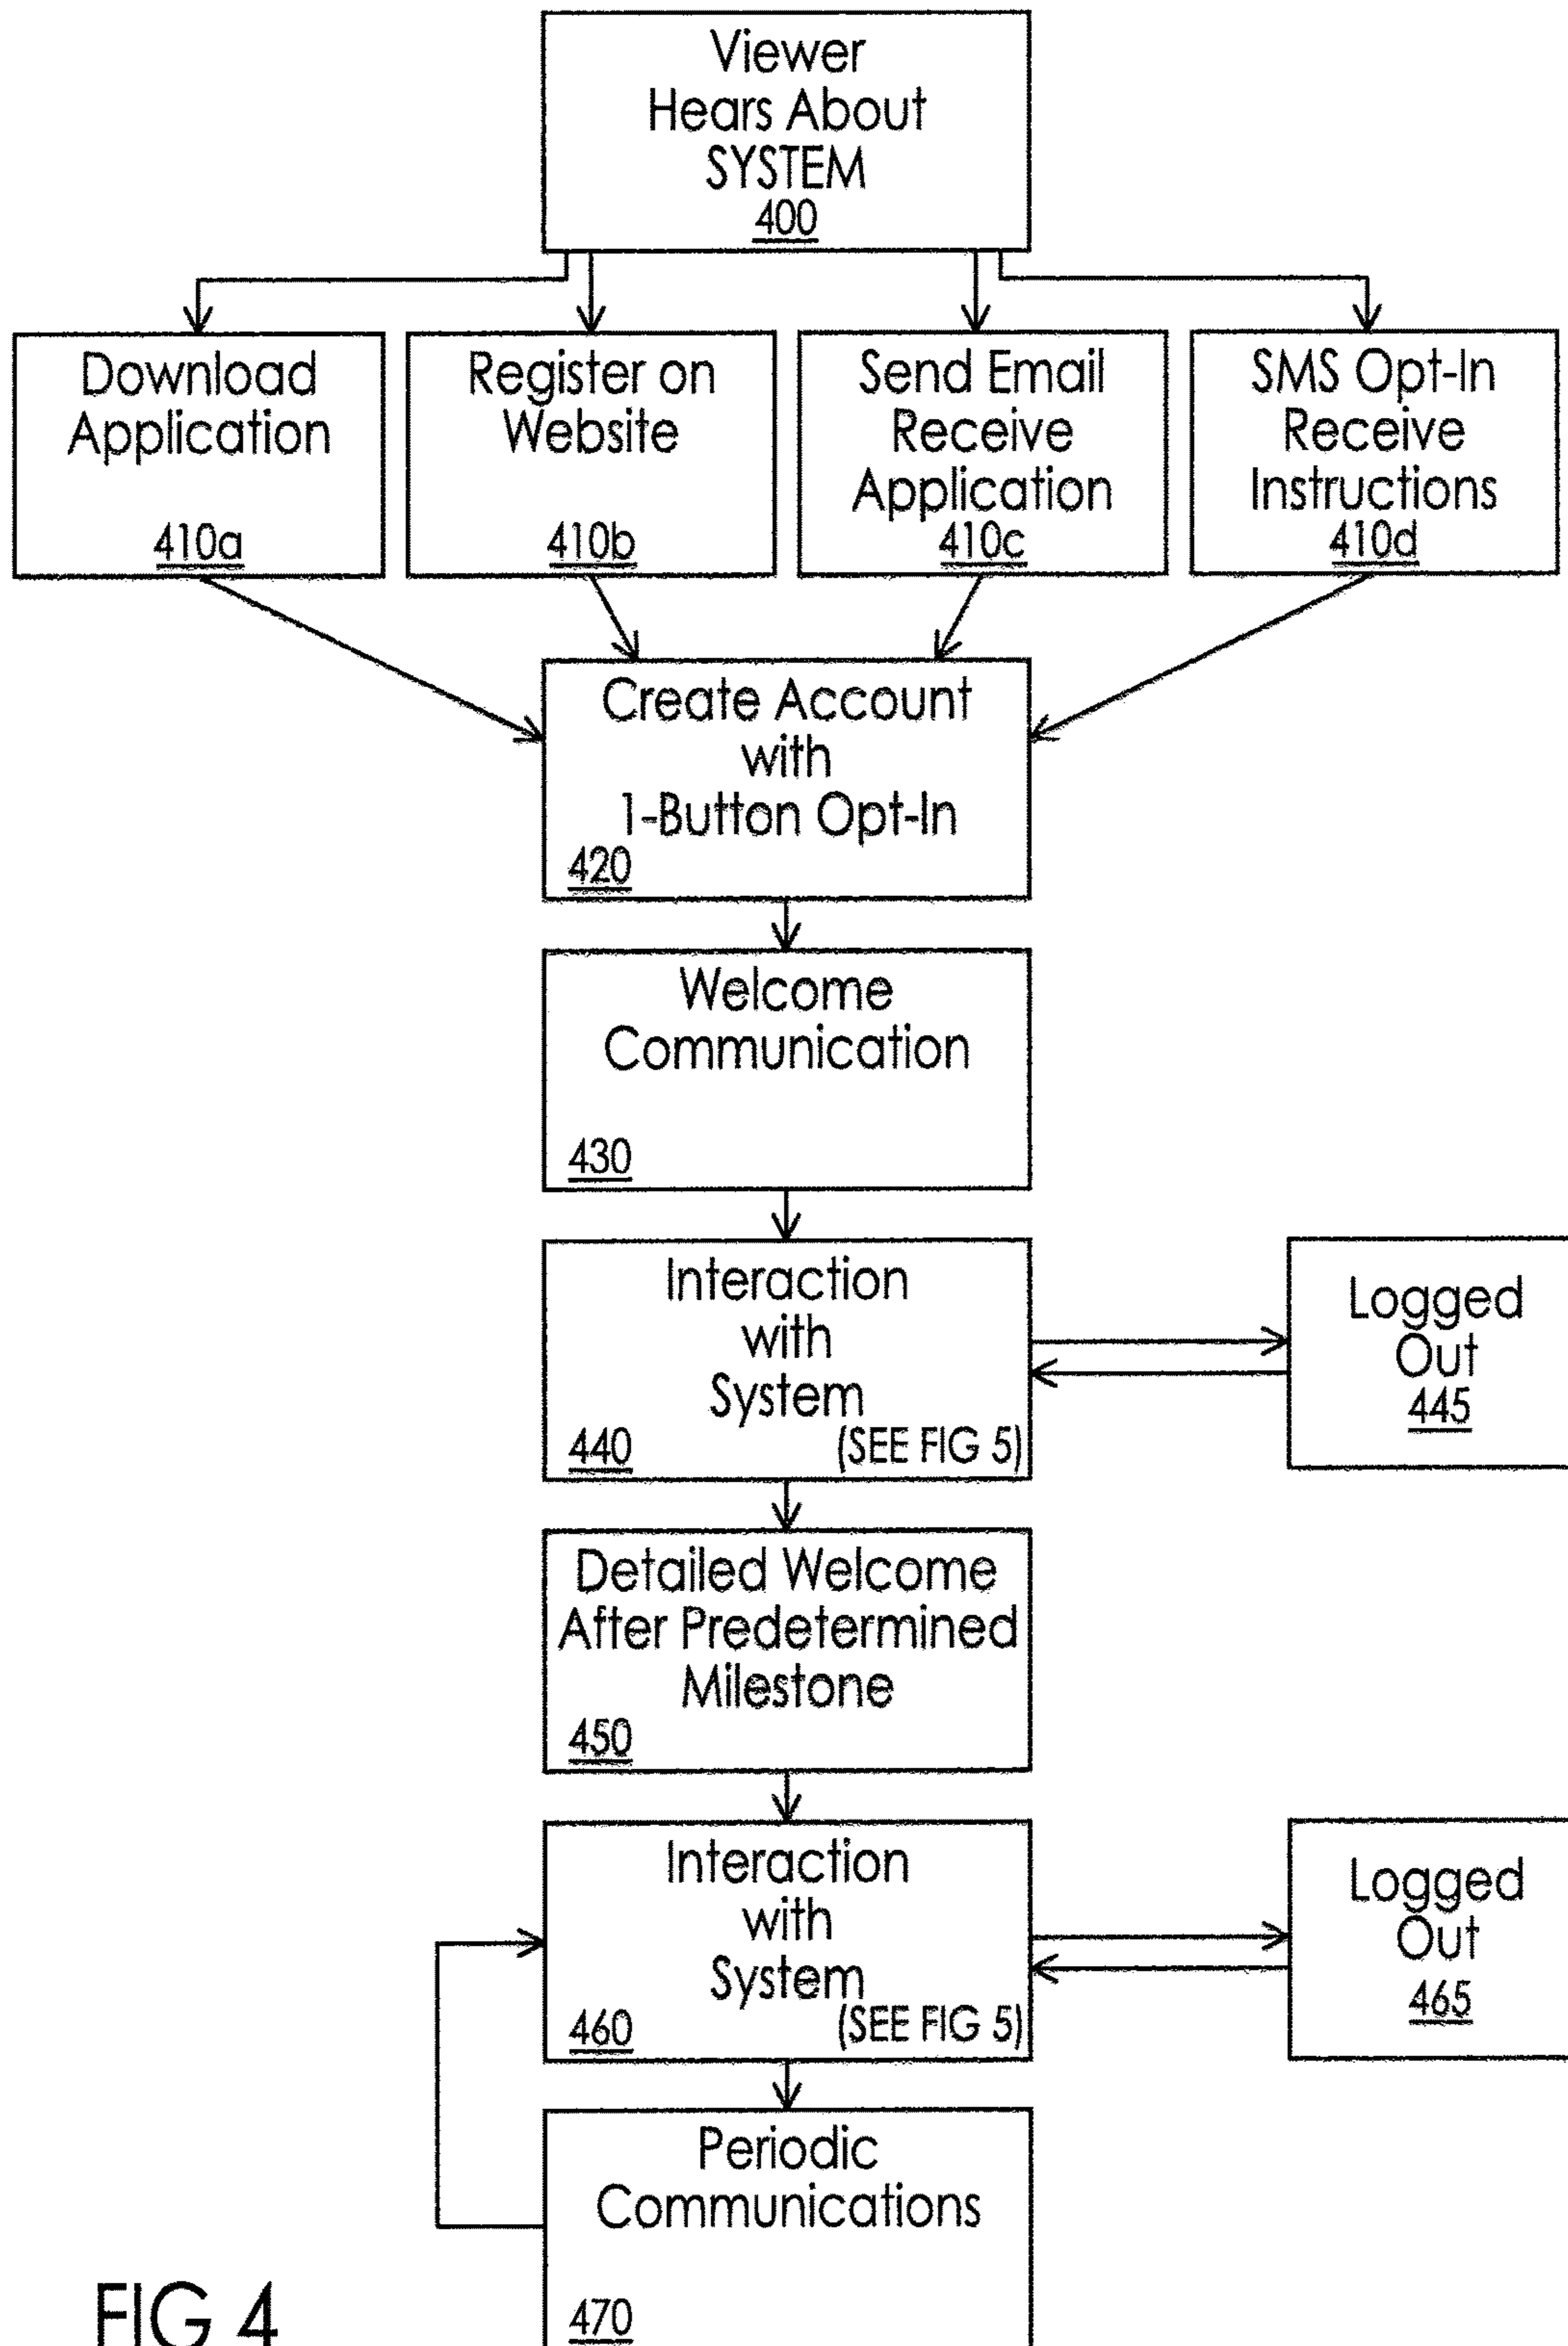 Viewer
Hears About
SYSTEM
400
Download
Application
410a
Register on
Website
410b
Send Email
Receive
Application
410c
SMS Opt-In
Receive
Instructions
410d
Create Account
with
1-Button Opt-In
420
Welcome
Communication
430
Interaction
with
System
(SEE FIG 5)
440
Logged
Out
445
Detailed Welcome
After Predetermined
Milestone
450
Interaction
with
System
(SEE FIG 5)
460
Logged
Out
465
Periodic
Communications
470
FIG 4